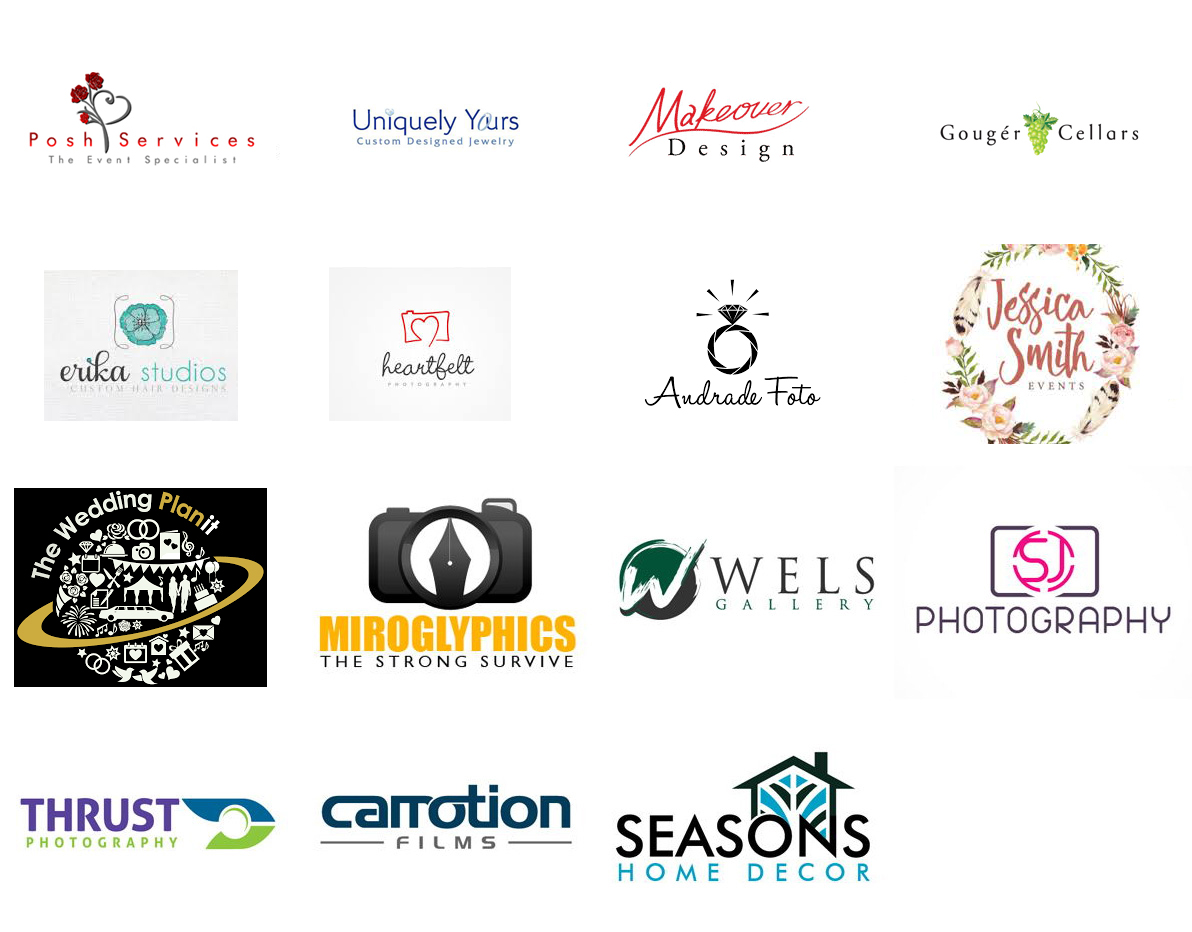 Posh Services
The Event Specialist
Uniquely Yours
Custom Designed Jewelry
Makeover
Design
Gougér Cellars
erika studios
CUSTOM HAIR DESIGNS
heartfelt
PHOTOGRAPHY
Andrade Foto
Jessica
Smith
EVENTS
The Wedding Planit
MIROGLYPHICS
THE STRONG SURVIVE
W WELS
GALLERY
SJ
PHOTOGRAPHY
THRUST
PHOTOGRAPHY
carrotion
FILMS
SEASONS
HOME DECOR